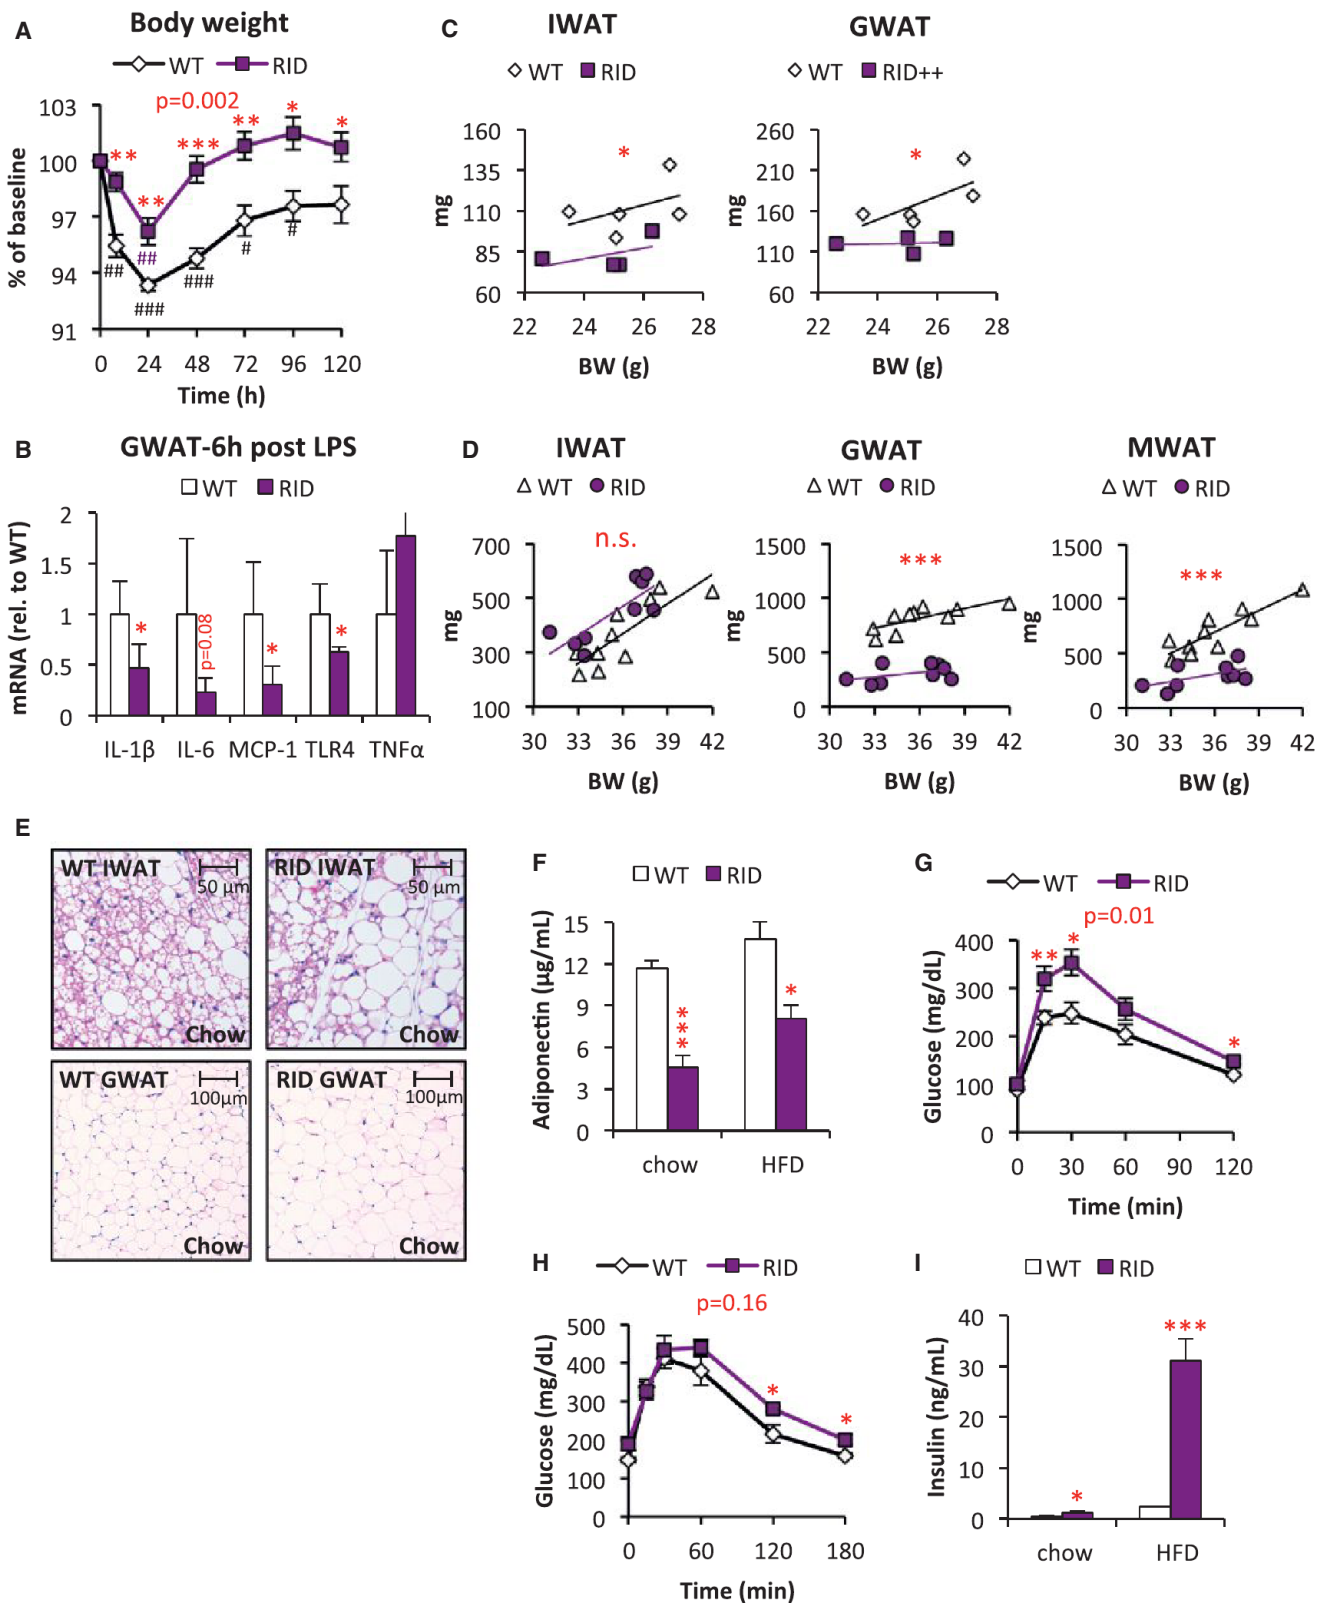 A
Body weight
WT RID
p=0.002
** ** *** ** * *
## ### ## ### # #
% of baseline
103
100
97
94
91
0 24 48 72 96 120
Time (h)
C
IWAT
WT RID
*
mg
160
135
110
85
60
22 24 26 28
BW (g)
GWAT
WT RID++
*
mg
260
210
160
110
60
22 24 26 28
BW (g)
B
GWAT-6h post LPS
WT RID
mRNA (rel. to WT)
2
1.5
1
0.5
0
* p=0.08 * *
IL-1β IL-6 MCP-1 TLR4 TNFα
D
IWAT
WT RID
n.s.
mg
700
500
300
100
30 33 36 39 42
BW (g)
GWAT
WT RID
***
mg
1500
1000
500
0
30 33 36 39 42
BW (g)
MWAT
WT RID
***
mg
1500
1000
500
0
30 33 36 39 42
BW (g)
E
WT IWAT
50 μm
Chow
RID IWAT
50 μm
Chow
WT GWAT
100μm
Chow
RID GWAT
100μm
Chow
F
WT RID
Adiponectin (μg/mL)
15
12
9
6
3
0
*** *
chow HFD
G
WT RID
p=0.01
** * *
Glucose (mg/dL)
400
300
200
100
0
0 30 60 90 120
Time (min)
H
WT RID
p=0.16
* *
Glucose (mg/dL)
500
400
300
200
100
0
0 60 120 180
Time (min)
I
WT RID
* ***
Insulin (ng/mL)
40
30
20
10
0
chow HFD